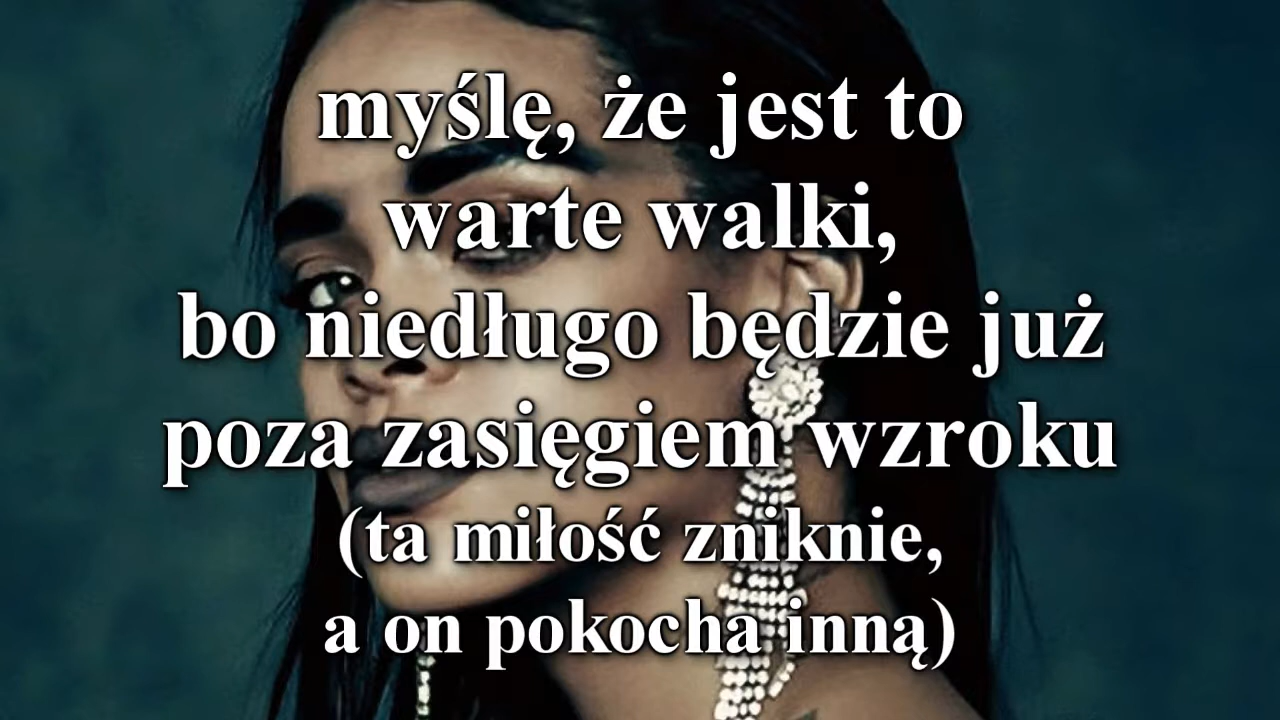 myślę, że jest to
warte walki,
bo niedługo będzie już
poza zasięgiem wzroku
(ta miłość zniknie,
a on pokocha inną)